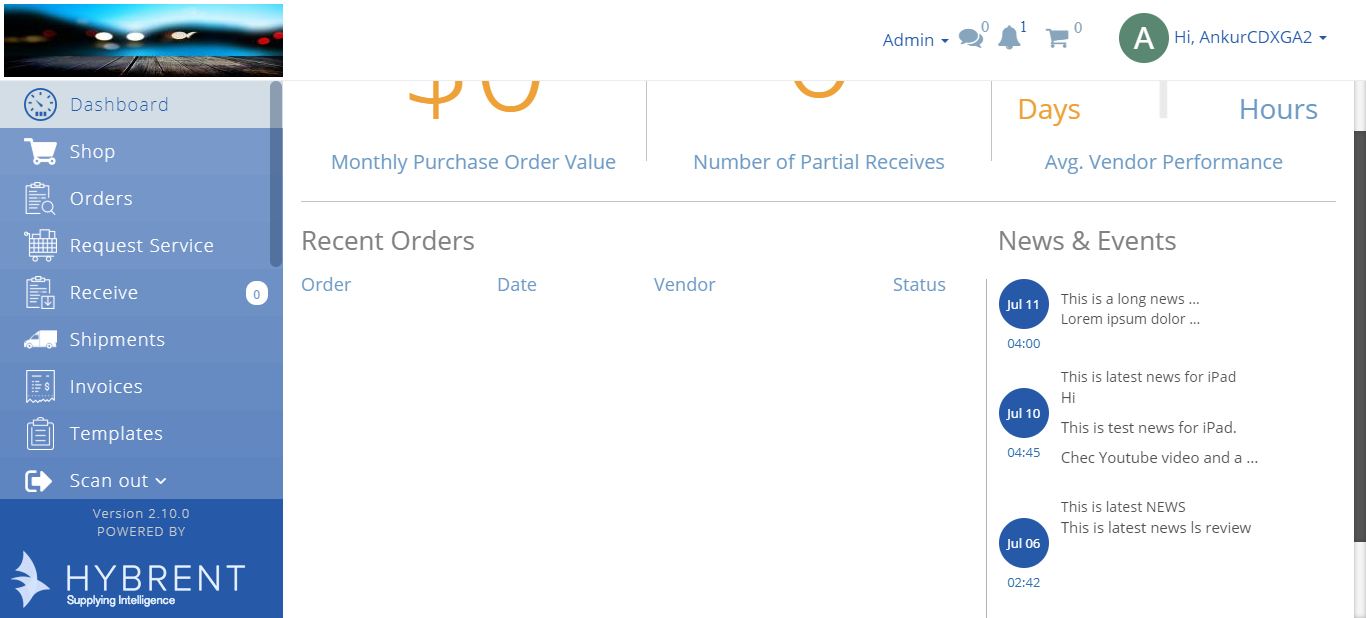 Admin
0
1
0
A
Hi, AnkurCDXGA2
Dashboard
Shop
Orders
Request Service
Receive 0
Shipments
Invoices
Templates
Scan out
Version 2.10.0
POWERED BY
HYBRENT
Supplying Intelligence
$0
Monthly Purchase Order Value
Number of Partial Receives
Days
Hours
Avg. Vendor Performance
Recent Orders
Order Date Vendor Status
News & Events
Jul 11
04:00
This is a long news ...
Lorem ipsum dolor ...
Jul 10
04:45
This is latest news for iPad
Hi
This is test news for iPad.
Chec Youtube video and a ...
Jul 06
02:42
This is latest NEWS
This is latest news ls review